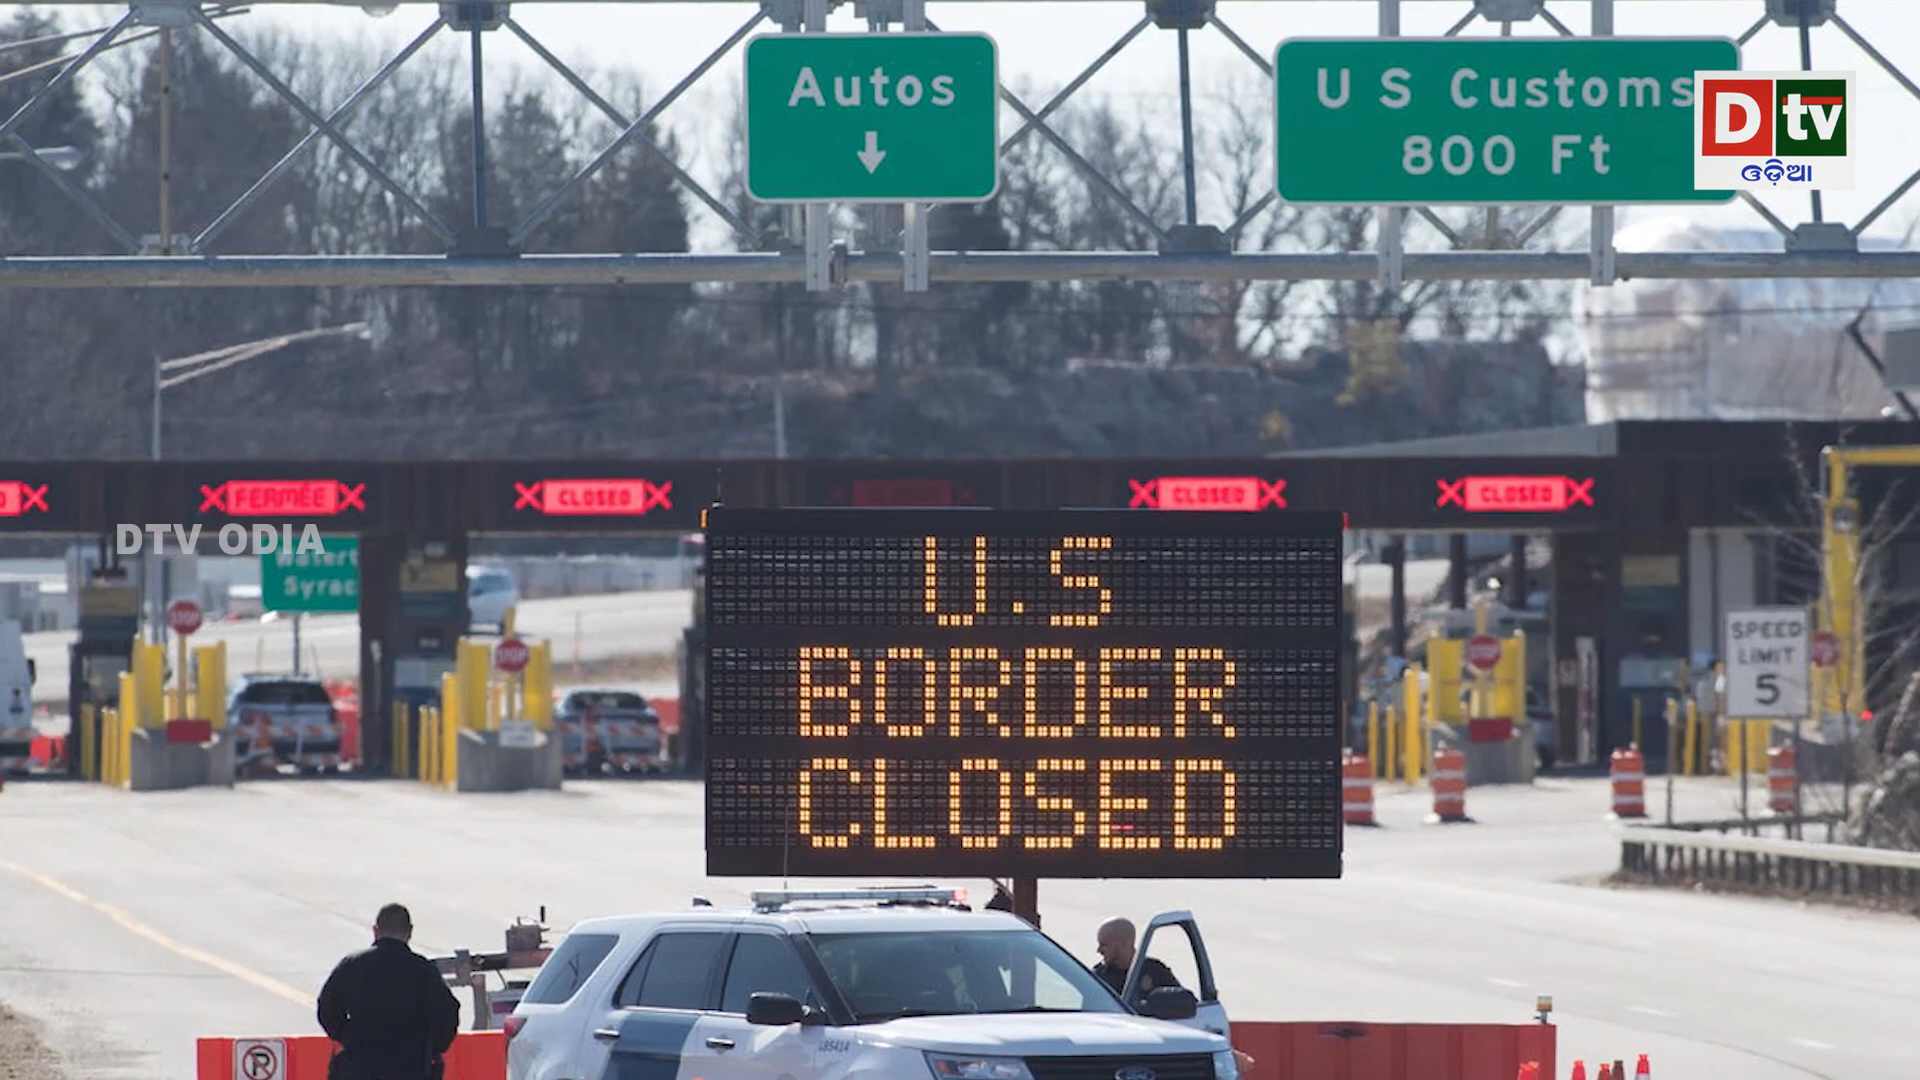 Autos
U S Customs
800 Ft
D tv
ଓଡ଼ିଆ
FERMÉE
CLOSED
CLOSED
CLOSED
DTV ODIA
Syrac
STOP
STOP
U.S
BORDER
CLOSED
SPEED
LIMIT
5